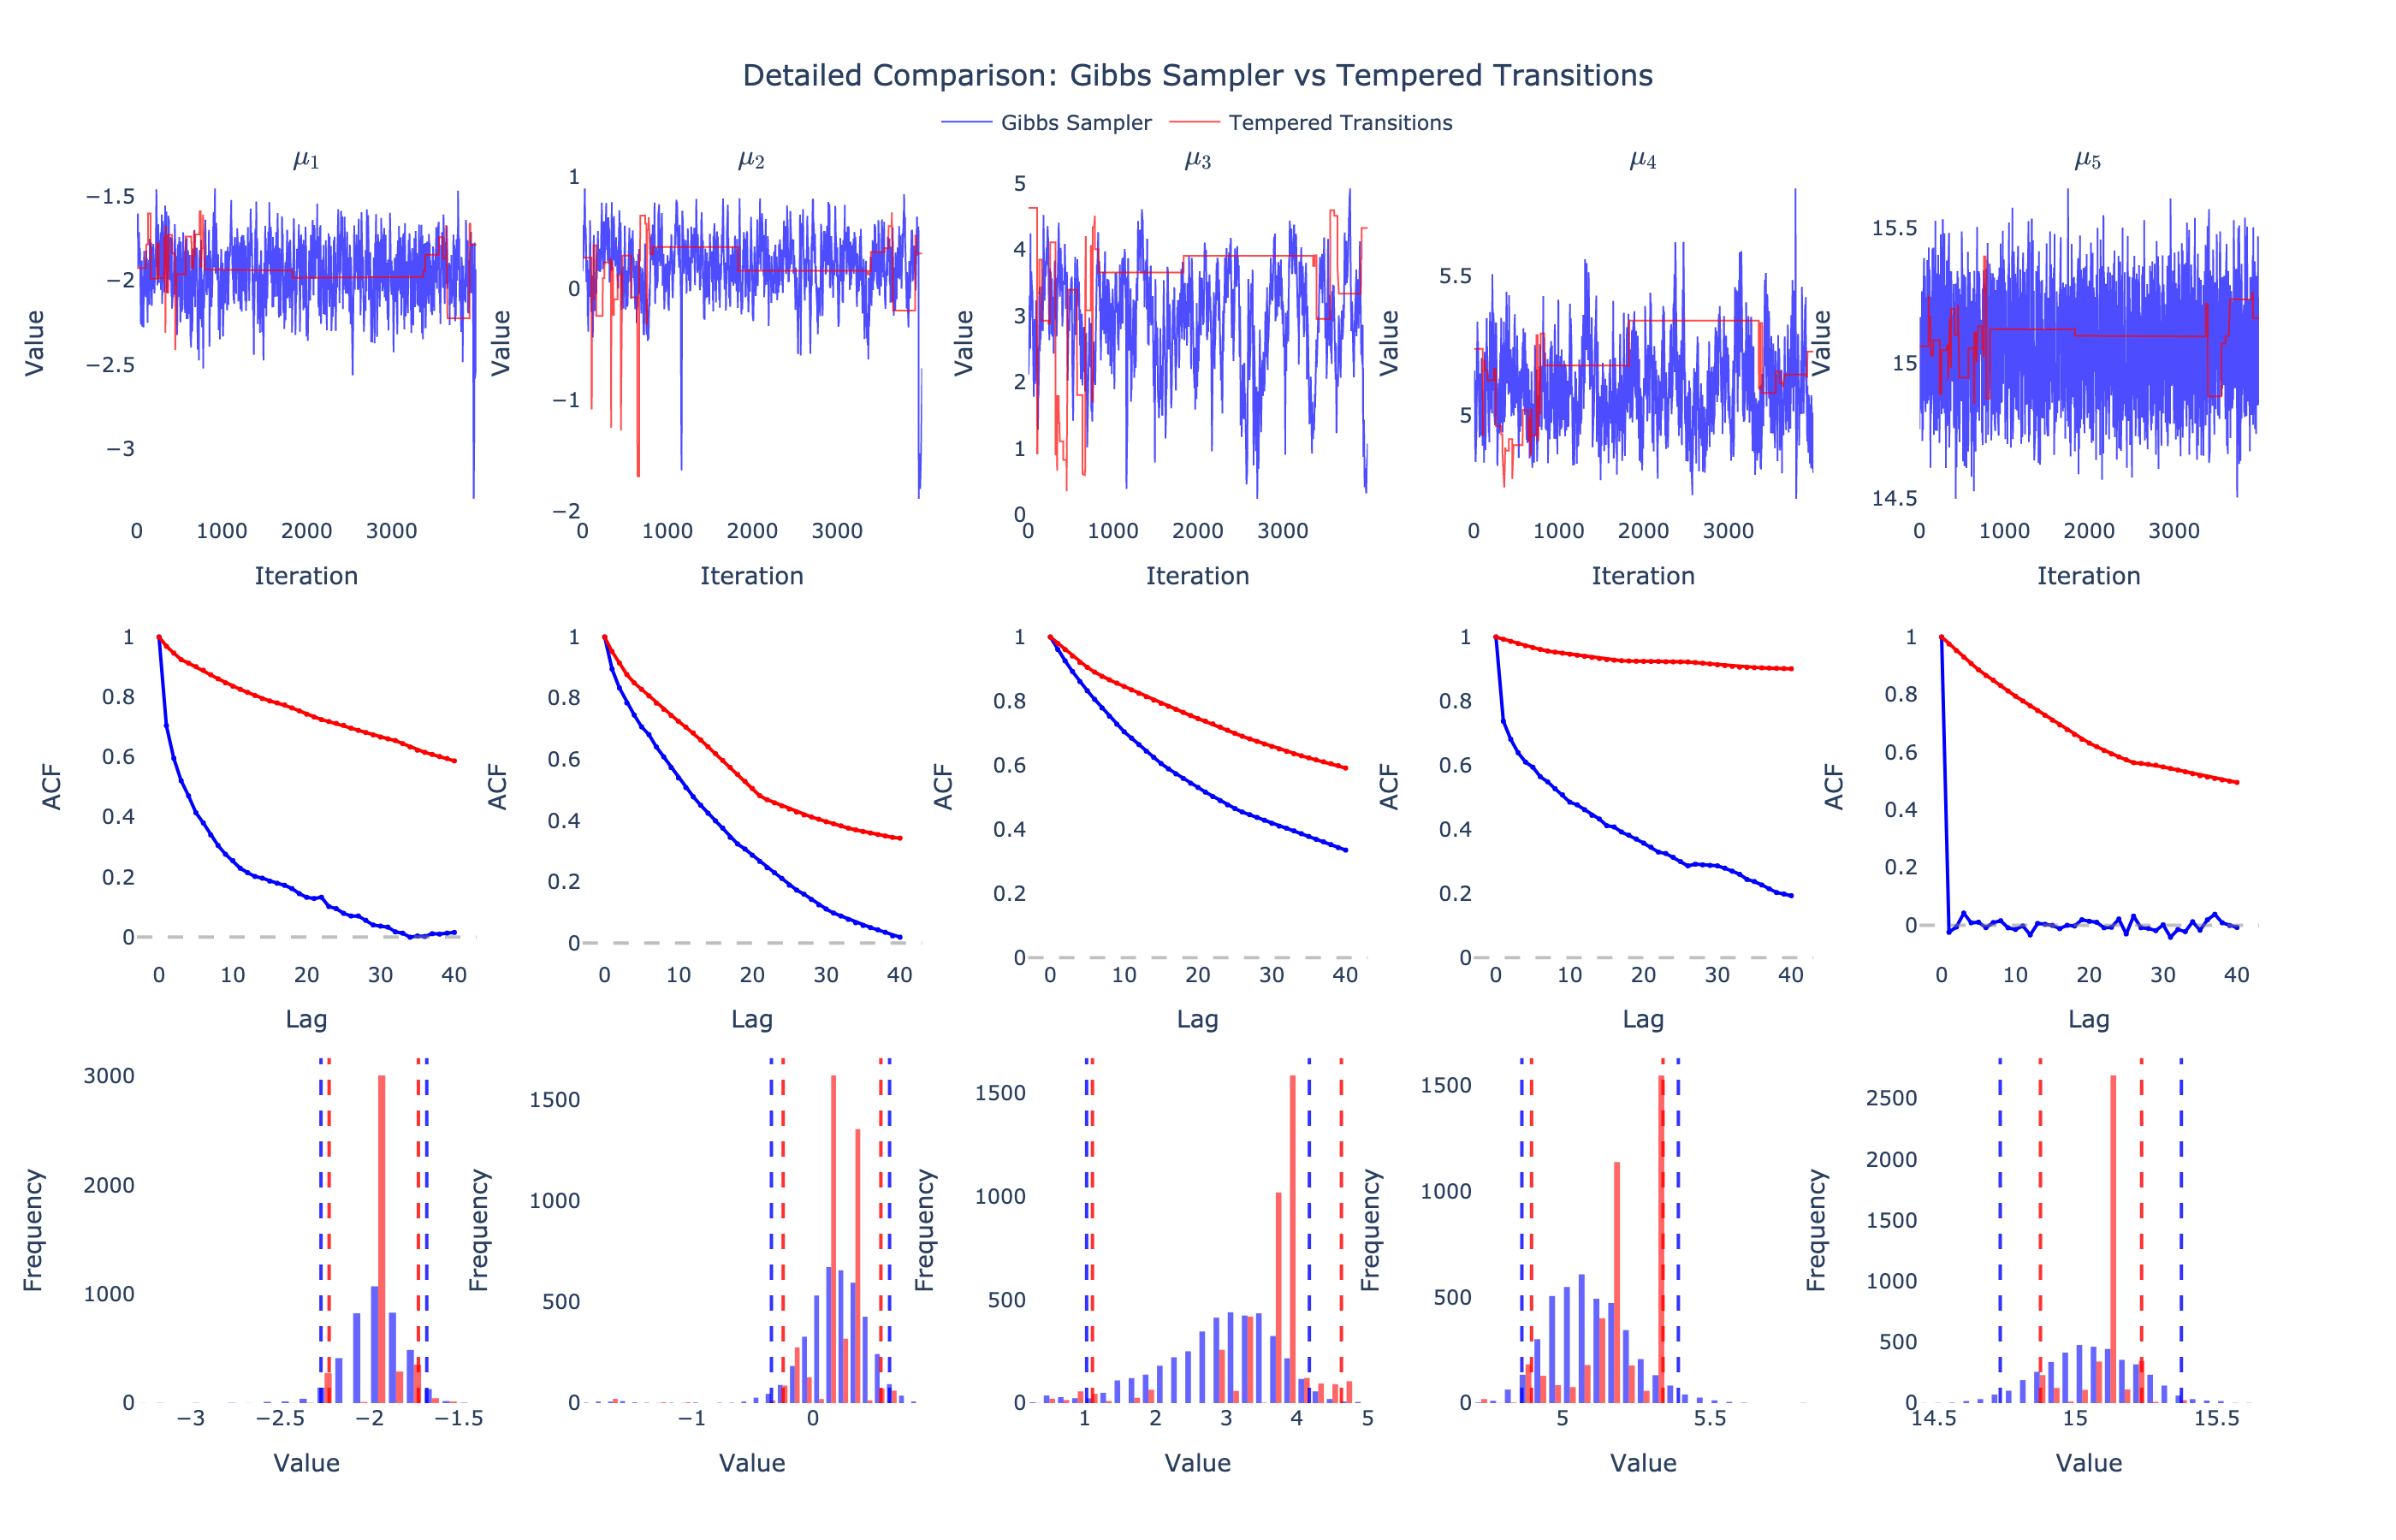 Detailed Comparison: Gibbs Sampler vs Tempered Transitions
Gibbs Sampler Tempered Transitions
μ1 μ2 μ3 μ4 μ5
Value
−1.5
−2
−2.5
−3
0 1000 2000 3000
Iteration
Value
1
0
−1
−2
0 1000 2000 3000
Iteration
Value
5
4
3
2
1
0
0 1000 2000 3000
Iteration
Value
5.5
5
0 1000 2000 3000
Iteration
Value
15.5
15
14.5
0 1000 2000 3000
Iteration
ACF
1
0.8
0.6
0.4
0.2
0
0 10 20 30 40
Lag
ACF
1
0.8
0.6
0.4
0.2
0
0 10 20 30 40
Lag
ACF
1
0.8
0.6
0.4
0.2
0
0 10 20 30 40
Lag
ACF
1
0.8
0.6
0.4
0.2
0
0 10 20 30 40
Lag
ACF
1
0.8
0.6
0.4
0.2
0
0 10 20 30 40
Lag
Frequency
3000
2000
1000
0
−3 −2.5 −2 −1.5
Value
Frequency
1500
1000
500
0
−1 0
Value
Frequency
1500
1000
500
0
1 2 3 4 5
Value
Frequency
1500
1000
500
0
5 5.5
Value
Frequency
2500
2000
1500
1000
500
0
14.5 15 15.5
Value